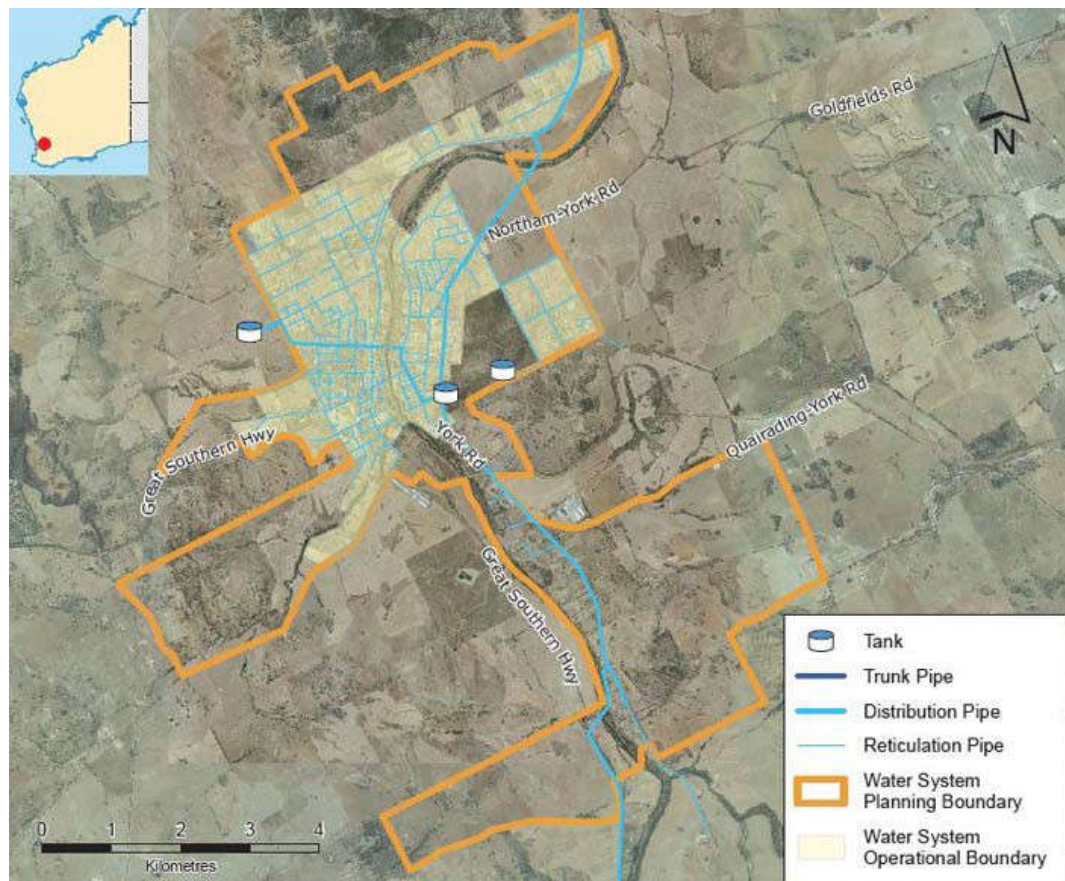 Goldfields Rd
N
Northam-York Rd
Quairading-York Rd
Great Southern Hwy
York Rd
Great Southern Hwy
0 1 2 3 4
Kilometres
Tank
Trunk Pipe
Distribution Pipe
Reticulation Pipe
Water System
Planning Boundary
Water System
Operational Boundary